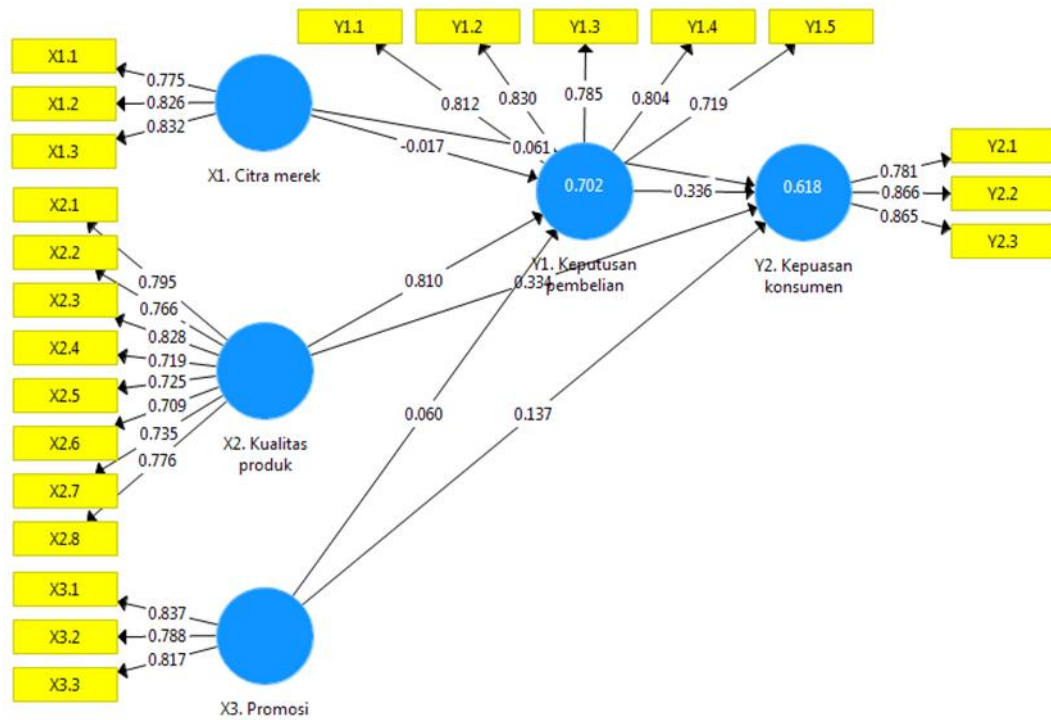 Y1.1
Y1.2
Y1.3
Y1.4
Y1.5
0.812
0.830
0.785
0.804
0.719
X1.1
X1.2
X1.3
0.775
0.826
0.832
X1. Citra merek
0.061
-0.017
0.702
Y1. Keputusan
pembelian
0.336
0.618
Y2. Kepuasan
konsumen
0.781
0.866
0.865
Y2.1
Y2.2
Y2.3
X2.1
X2.2
X2.3
X2.4
X2.5
X2.6
X2.7
X2.8
0.795
0.766
0.828
0.719
0.725
0.709
0.735
0.776
X2. Kualitas
produk
0.810
0.334
0.060
0.137
X3.1
X3.2
X3.3
0.837
0.788
0.817
X3. Promosi